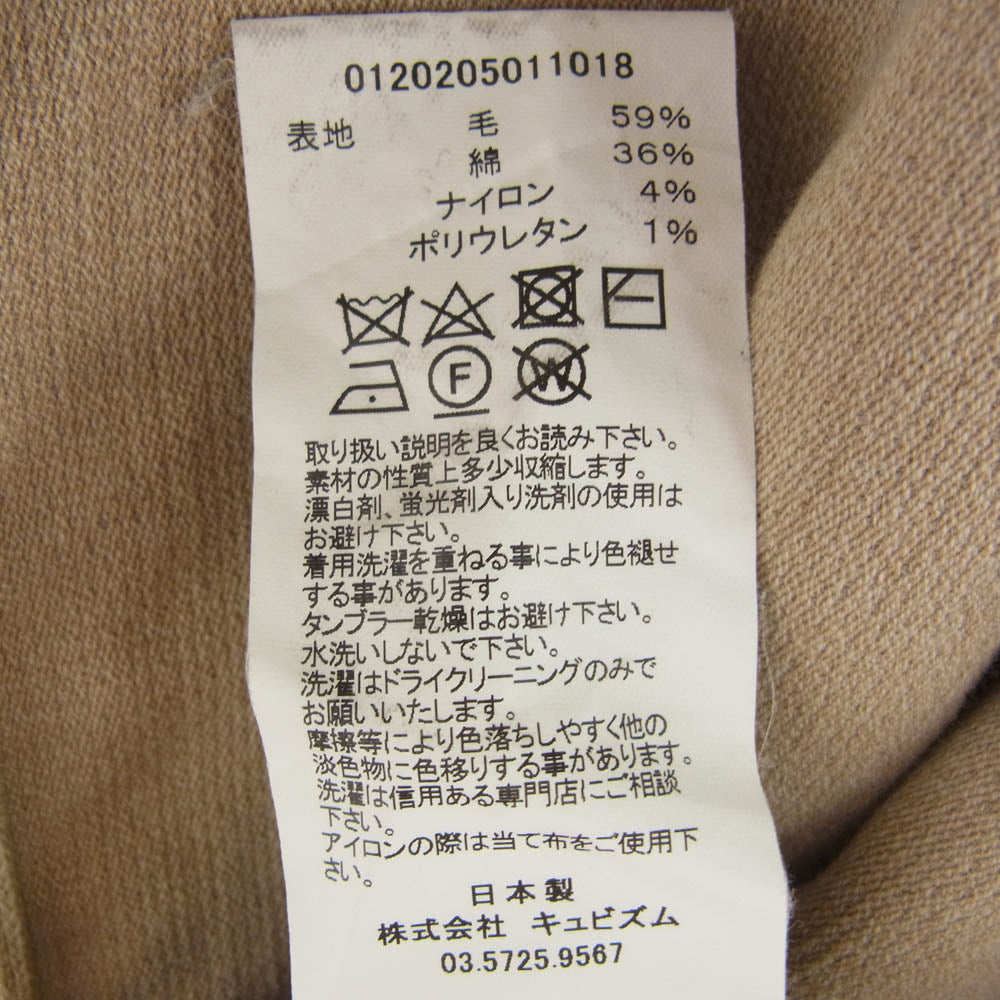 0120205011018
表地 毛 59%
綿 36%
ナイロン 4%
ポリウレタン 1%
F
W
取り扱い説明を良くお読み下さい。
素材の性質上多少収縮します。
漂白剤、蛍光剤入り洗剤の使用は
お避け下さい。
着用洗濯を重ねる事により色褪せ
する事があります。
タンブラー乾燥はお避け下さい。
水洗いしないで下さい。
洗濯はドライクリーニングのみで
お願いいたします。
摩擦等により色落ちしやすく他の
淡色物に色移りする事があります。
洗濯は信用ある専門店にご相談
下さい。
アイロンの際は当て布をご使用下
さい。
日本製
株式会社 キュビズム
03.5725.9567